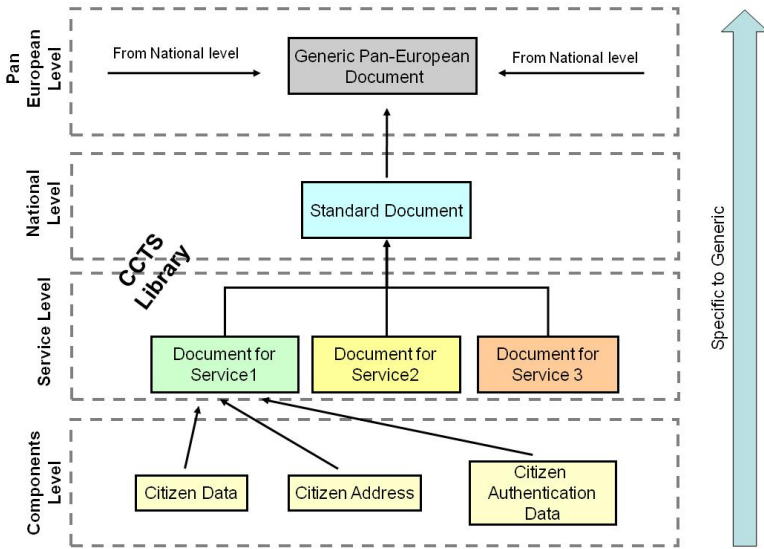 Pan
European
Level
From National level
Generic Pan-European
Document
From National level
National
Level
Standard Document
CCTS
Library
Service Level
Document for
Service1
Document for
Service2
Document for
Service 3
Components
Level
Citizen Data
Citizen Address
Citizen
Authentication
Data
Specific to Generic